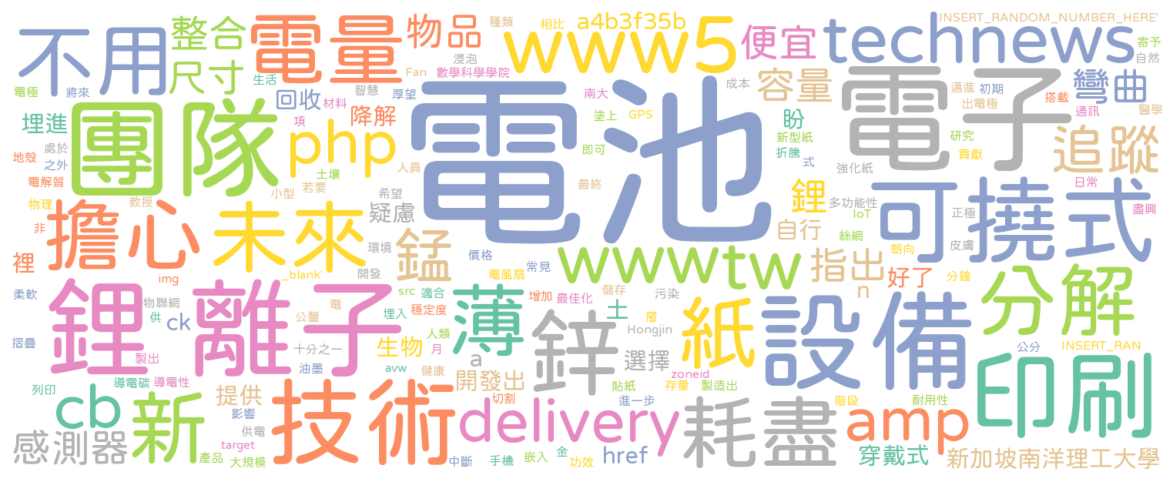 電池
電子
鋰離子
團隊
技術
設備
可撓式
印刷
www5
technews
電量
不用
整合
尺寸
物品
種類
相比
a4b3f35b
便宜
INSERT_RANDOM_NUMBER_HERE'
寄予
自然
電極
將來
生活
浸泡
Fan
數學科學學院
智慧
厚望
回收
材料
項
降解
南大
塗上
GPS
成本
容量
盼
邁進
初期
出電極
搭載
彎曲
通訊
醫學
埋進
php
土壤
人員
即可
新型紙
折騰
式
強化紙
研究
貢獻
追蹤
地殼
處於
之外
電解質
教授
小型
若要
希望
最終
鋰
多功能性
IoT
日常
盡興
物理
非
擔心
未來
疑慮
自行
絲網
正極
皮膚
朝向
裡
環境
錳
價格
常見
wwwtw
指出
n
好了
分鐘
分解
_blank'
開發
電風扇
儲存
img
src
適合
增加
最佳化
污染
柔軟
物聯網
供
ck
公釐
電
埋入
穩定度
人類
薄
土
層
Hongjin
鋅
紙
摺疊
製出
十分之一
生物
月
選擇
公分
INSERT_RAN
導電碳
導電性
油墨
avw
健康
a
開發出
切割
zoneid
貼紙
存量
製造出
列印
cb
新
提供
影響
供電
target
delivery
進一步
耗盡
階段
amp
耐用性
感測器
產品
大規模
中斷
手機
嵌入
金
功效
href
穿戴式
新加坡南洋理工大學